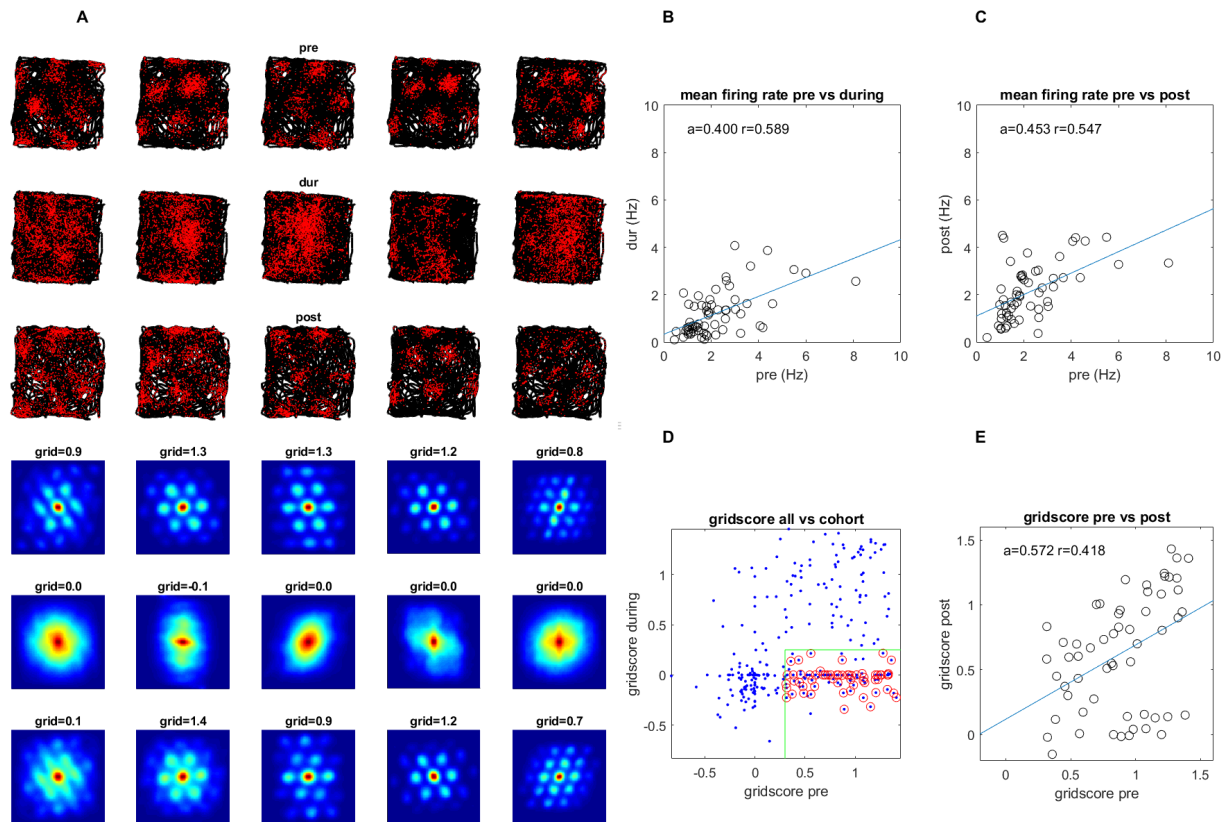 A
pre
dur
post
grid=0.9 grid=1.3 grid=1.3 grid=1.2 grid=0.8
grid=0.0 grid=-0.1 grid=0.0 grid=0.0 grid=0.0
grid=0.1 grid=1.4 grid=0.9 grid=1.2 grid=0.7
B
mean firing rate pre vs during
a=0.400 r=0.589
10
8
6
4
2
0
dur (Hz)
0 2 4 6 8 10
pre (Hz)
C
mean firing rate pre vs post
a=0.453 r=0.547
10
8
6
4
2
0
post (Hz)
0 2 4 6 8 10
pre (Hz)
D
gridscore all vs cohort
1
0.5
0
-0.5
gridscore during
-0.5 0 0.5 1
gridscore pre
E
gridscore pre vs post
a=0.572 r=0.418
1.5
1
0.5
0
gridscore post
0 0.5 1 1.5
gridscore pre